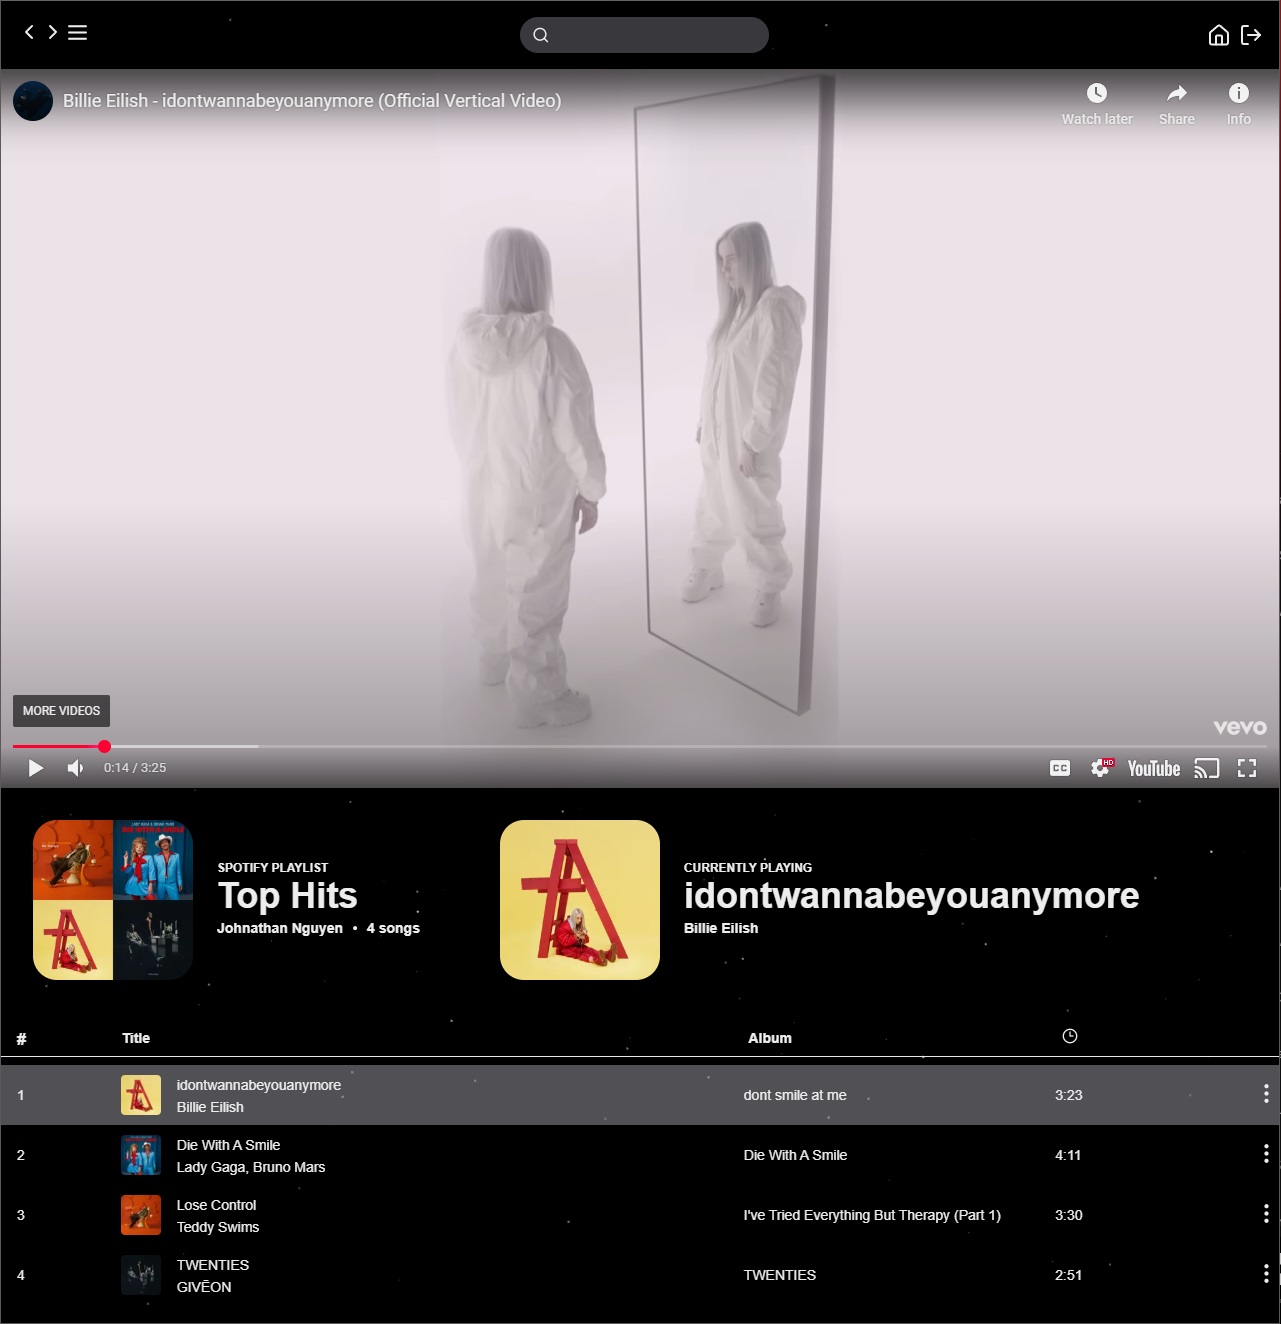 Billie Eilish - idontwannabeyouanymore (Official Vertical Video)
Watch later
Share
Info
MORE VIDEOS
vevo
0:14 / 3:25
CC
HD
YouTube
SPOTIFY PLAYLIST
Top Hits
Johnathan Nguyen • 4 songs
CURRENTLY PLAYING
idontwannabeyouanymore
Billie Eilish
# Title Album
1 idontwannabeyouanymore dont smile at me 3:23
Billie Eilish
2 Die With A Smile Die With A Smile 4:11
Lady Gaga, Bruno Mars
3 Lose Control I've Tried Everything But Therapy (Part 1) 3:30
Teddy Swims
4 TWENTIES TWENTIES 2:51
GIVĒON